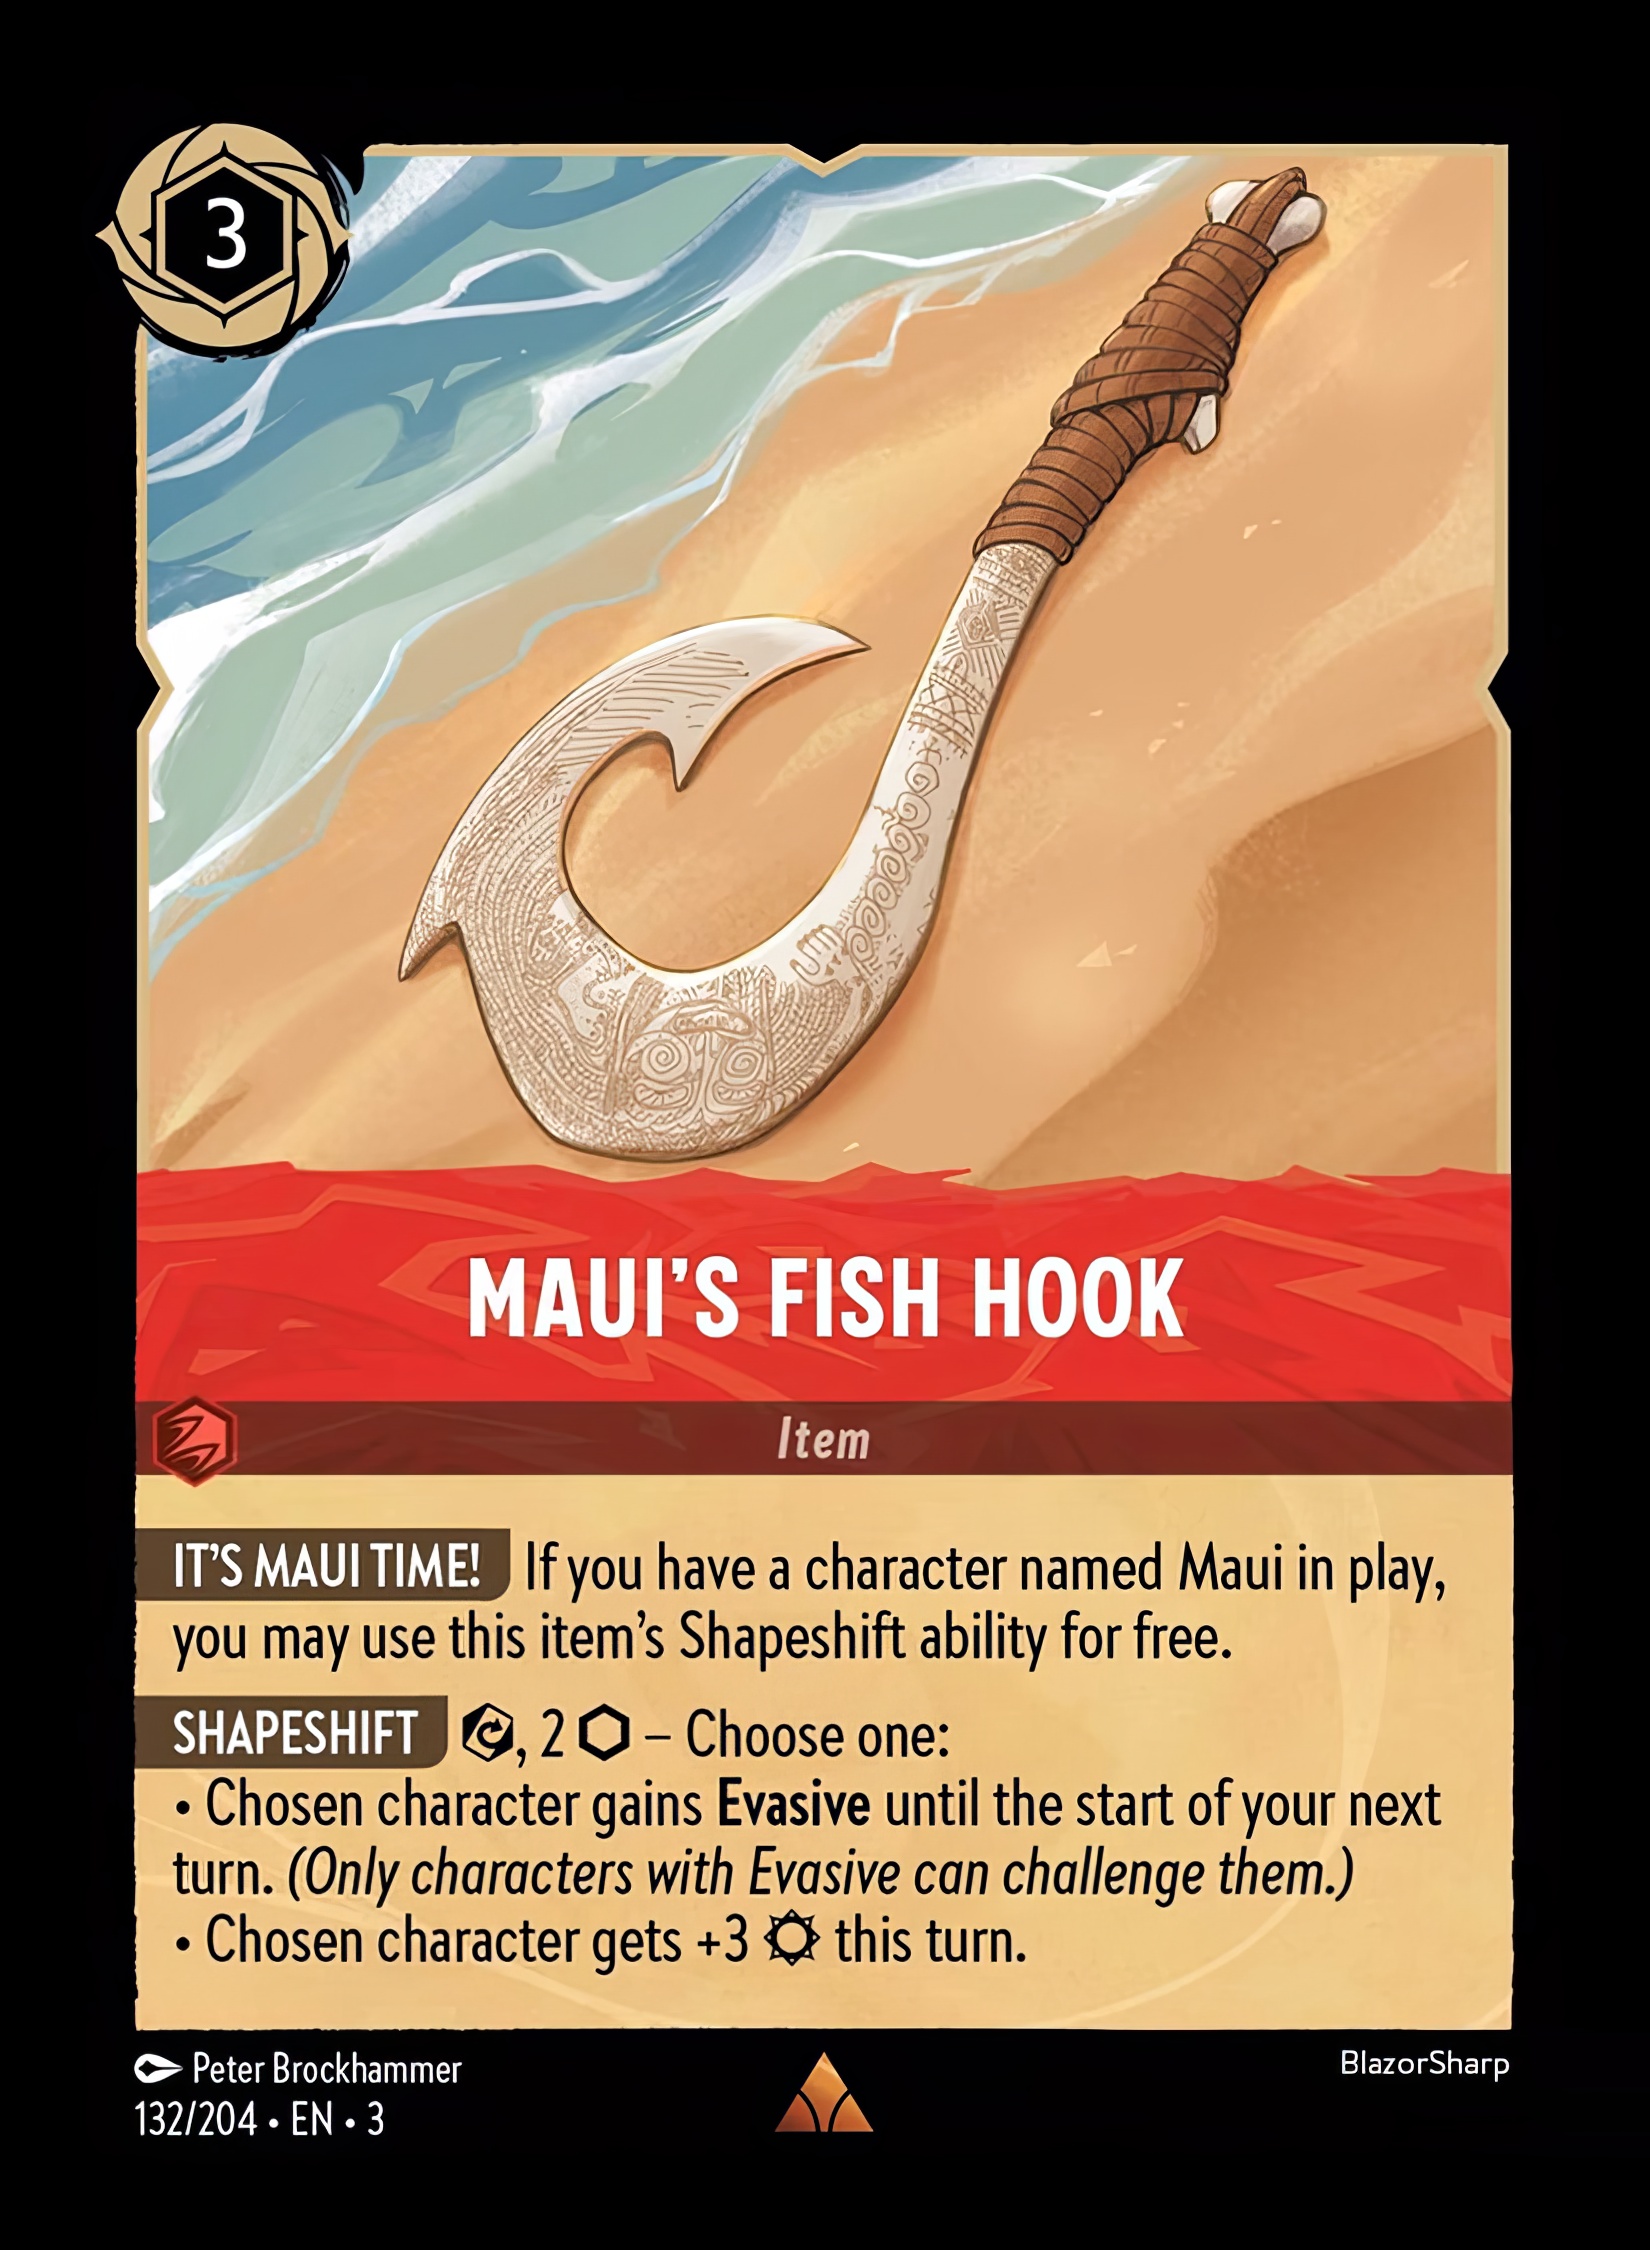 3
MAUI’S FISH HOOK
Item
IT’S MAUI TIME! If you have a character named Maui in play,
you may use this item’s Shapeshift ability for free.
SHAPESHIFT , 2 – Choose one:
• Chosen character gains Evasive until the start of your next
turn. (Only characters with Evasive can challenge them.)
• Chosen character gets +3 this turn.
Peter Brockhammer
BlazorSharp
132/204 • EN • 3